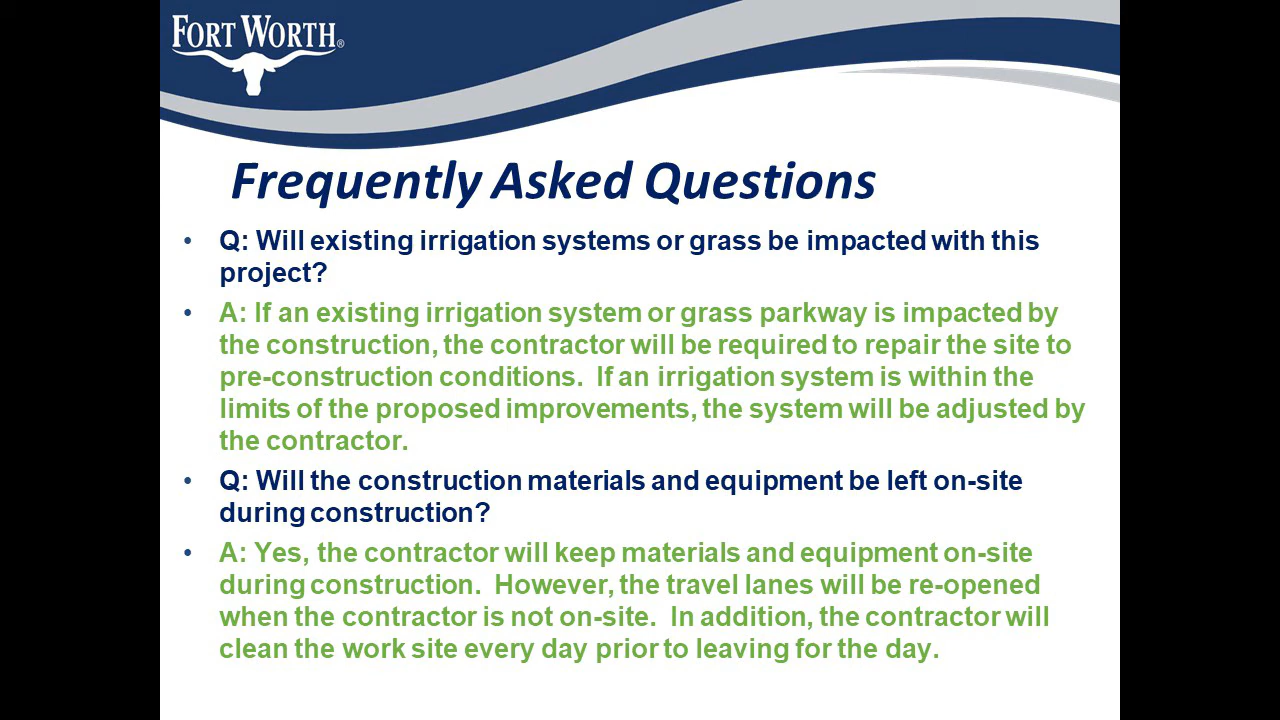 FORT WORTH®
Frequently Asked Questions
• Q: Will existing irrigation systems or grass be impacted with this
project?
• A: If an existing irrigation system or grass parkway is impacted by
the construction, the contractor will be required to repair the site to
pre-construction conditions.  If an irrigation system is within the
limits of the proposed improvements, the system will be adjusted by
the contractor.
• Q: Will the construction materials and equipment be left on-site
during construction?
• A: Yes, the contractor will keep materials and equipment on-site
during construction.  However, the travel lanes will be re-opened
when the contractor is not on-site.  In addition, the contractor will
clean the work site every day prior to leaving for the day.